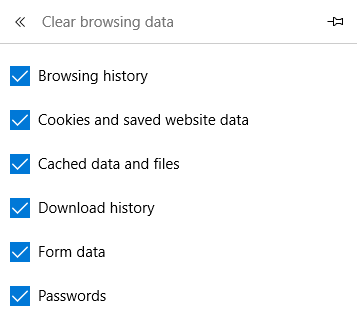 Clear browsing data
Browsing history
Cookies and saved website data
Cached data and files
Download history
Form data
Passwords